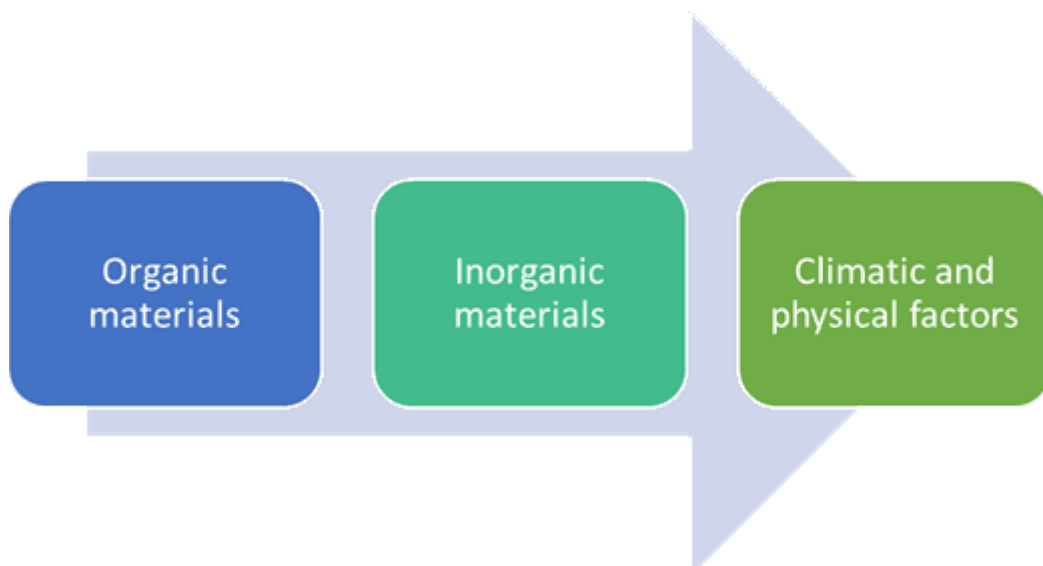 Organic
materials
Inorganic
materials
Climatic and
physical factors